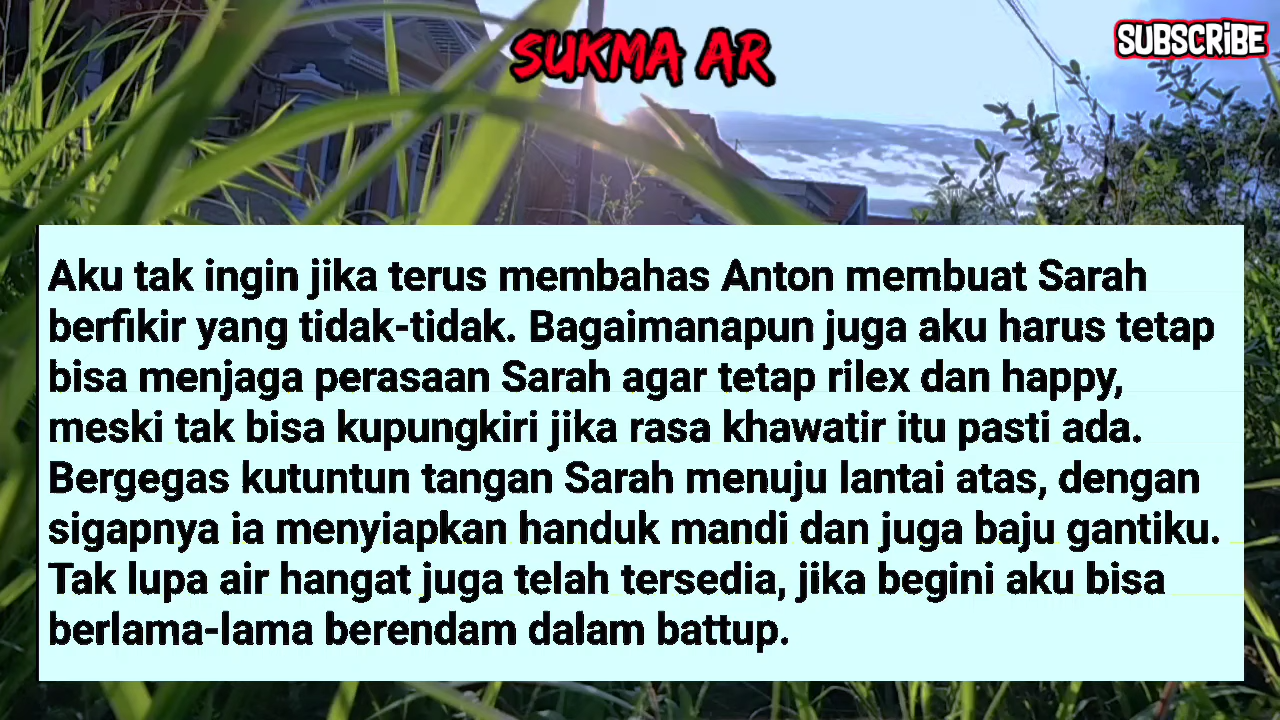 SUKMA AR
SUBSCRiBE
Aku tak ingin jika terus membahas Anton membuat Sarah
berfikir yang tidak-tidak. Bagaimanapun juga aku harus tetap
bisa menjaga perasaan Sarah agar tetap rilex dan happy,
meski tak bisa kupungkiri jika rasa khawatir itu pasti ada.
Bergegas kutuntun tangan Sarah menuju lantai atas, dengan
sigapnya ia menyiapkan handuk mandi dan juga baju gantiku.
Tak lupa air hangat juga telah tersedia, jika begini aku bisa
berlama-lama berendam dalam battup.